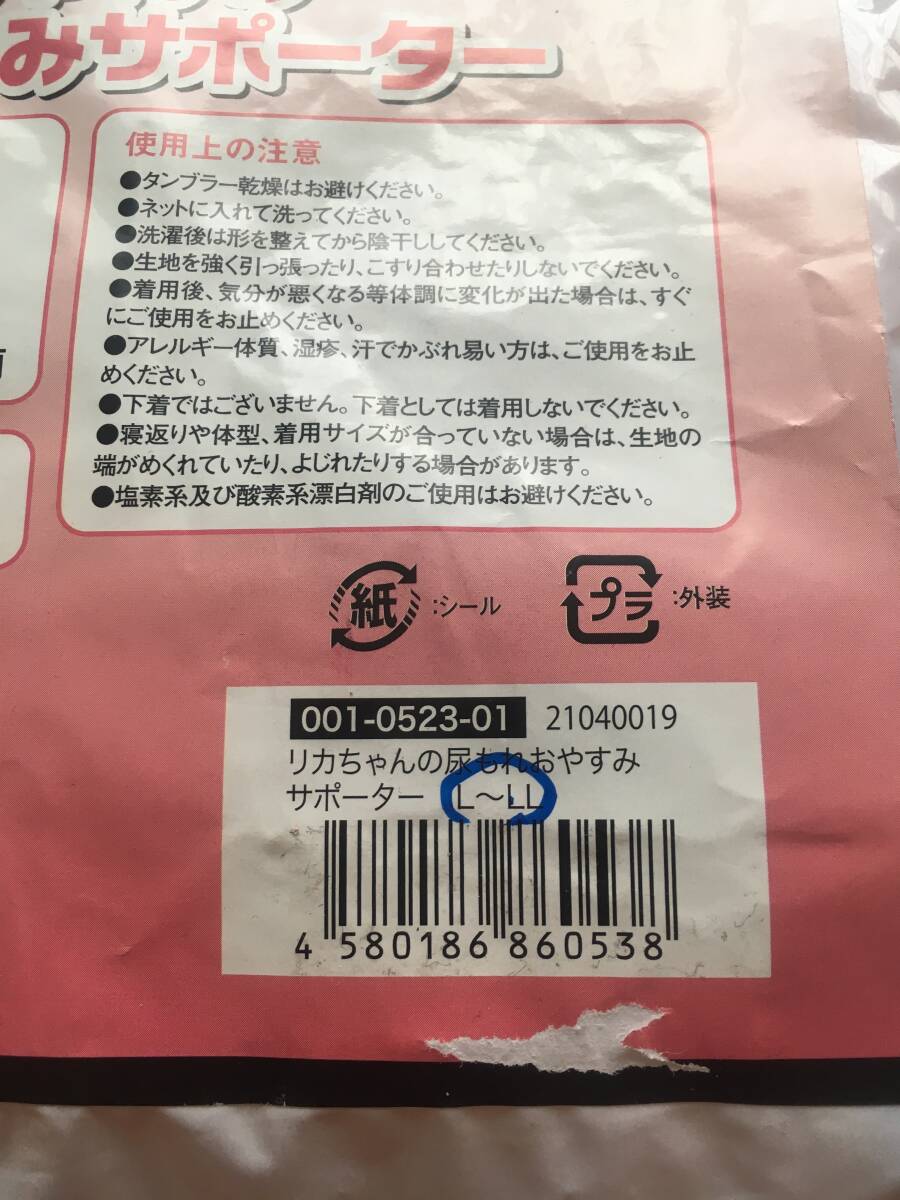 みサポーター
使用上の注意
●タンブラー乾燥はお避けください。
●ネットに入れて洗ってください。
●洗濯後は形を整えてから陰干ししてください。
●生地を強く引っ張ったり、こすり合わせたりしないでください。
●着用後、気分が悪くなる等体調に変化が出た場合は、すぐ
にご使用をお止めください。
●アレルギー体質、湿疹、汗でかぶれ易い方は、ご使用をお止
めください。
●下着ではございません。下着としては着用しないでください。
●寝返りや体型、着用サイズが合っていない場合は、生地の
端がめくれていたり、よじれたりする場合があります。
●塩素系及び酸素系漂白剤のご使用はお避けください。
紙 :シール
プラ :外装
001-0523-01 21040019
リカちゃんの尿もれおやすみ
サポーター L～LL
4 580186 860538